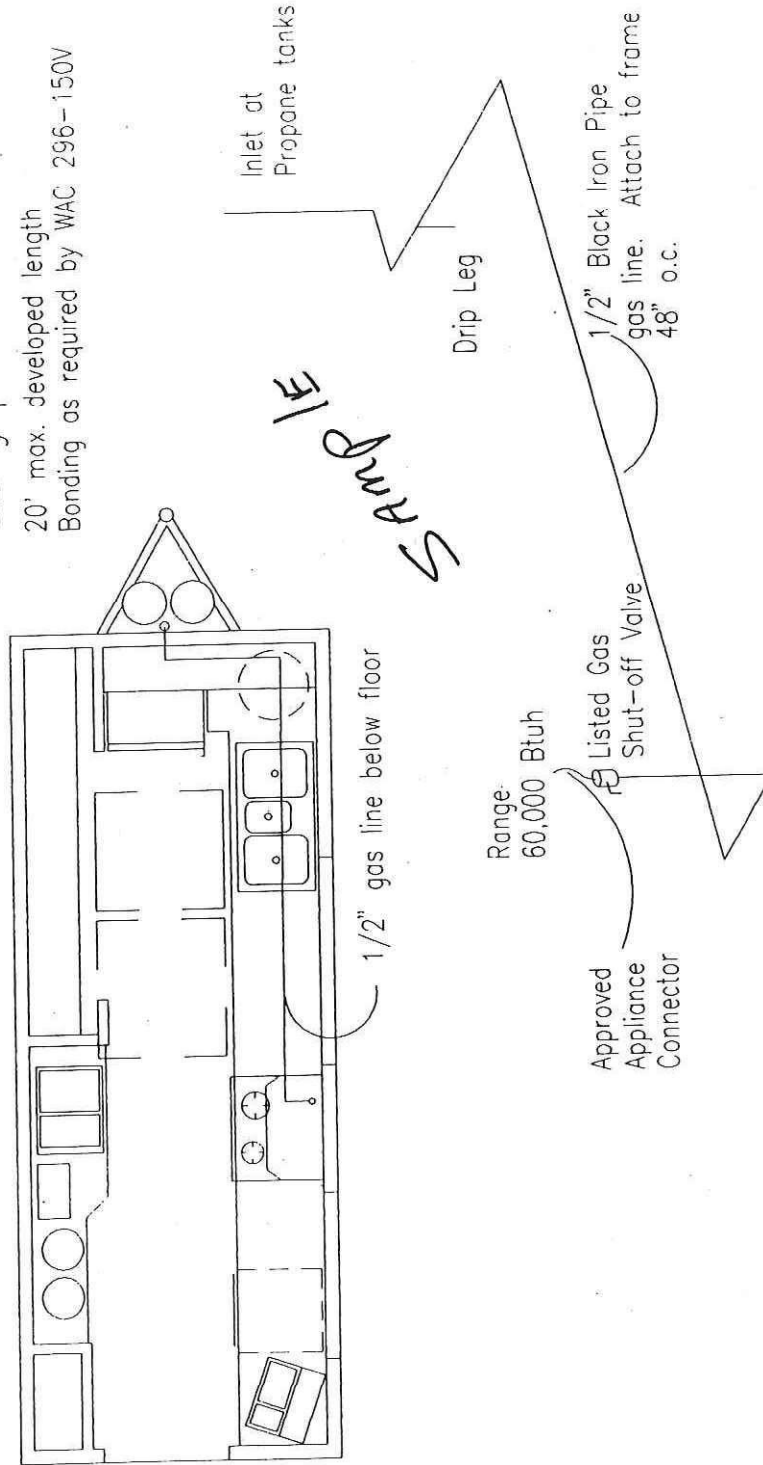 20' max. developed length
Bonding as required by WAC 296-150V
Inlet at
Propane tanks
SAMPLE
Drip Leg
1/2" gas line below floor
1/2" Black Iron Pipe
gas line. Attach to frame
48" o.c.
Range
60,000 Btuh
Listed Gas
Shut-off Valve
Approved
Appliance
Connector